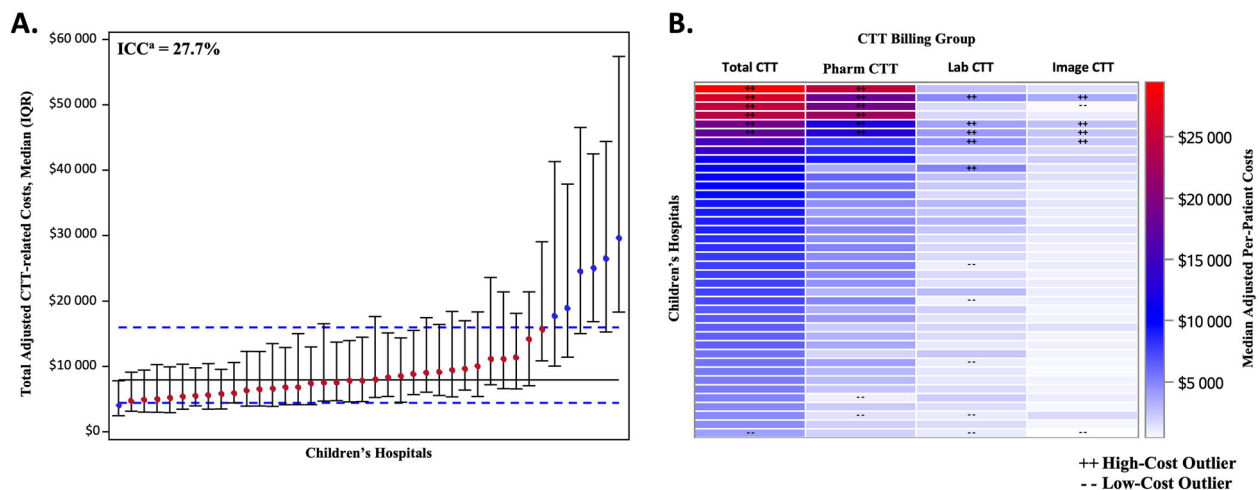 A.
ICCᵃ = 27.7%
$60 000
$50 000
$40 000
$30 000
$20 000
$10 000
$0
Total Adjusted CTT-related Costs, Median (IQR)
Children's Hospitals
B.
CTT Billing Group
Total CTT Pharm CTT Lab CTT Image CTT
++ ++
++ ++ ++ ++
++ ++ --
++ ++
++ ++ ++ ++
++ ++ ++ ++
++ ++
++
--
--
--
--
-- --
-- -- --
Children's Hospitals
$25 000
$20 000
$15 000
$10 000
$5 000
Median Adjusted Per-Patient Costs
++ High-Cost Outlier
-- Low-Cost Outlier